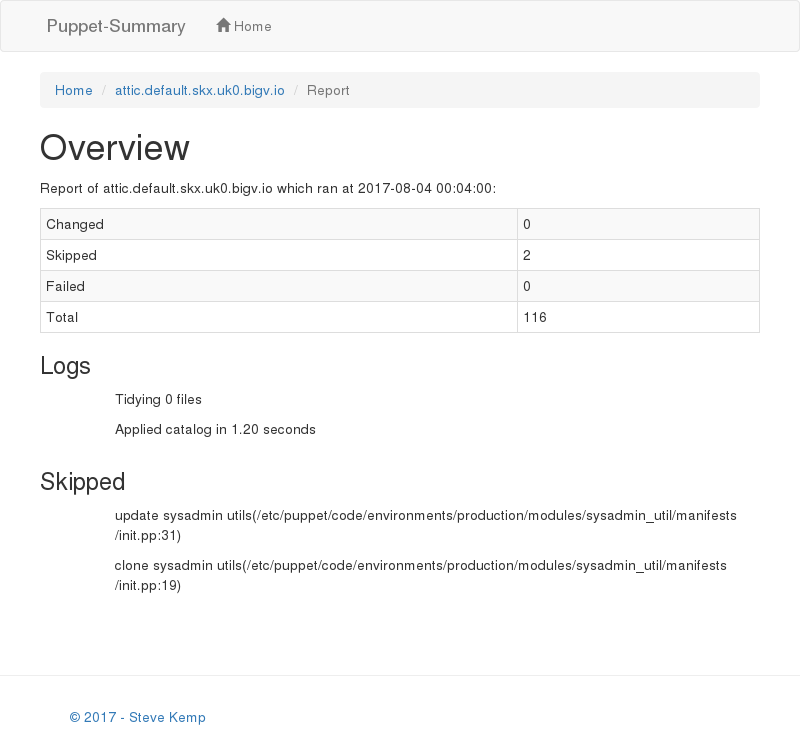 Puppet-Summary Home
Home / attic.default.skx.uk0.bigv.io / Report
Overview
Report of attic.default.skx.uk0.bigv.io which ran at 2017-08-04 00:04:00:
Changed 0
Skipped 2
Failed 0
Total 116
Logs
Tidying 0 files
Applied catalog in 1.20 seconds
Skipped
update sysadmin utils(/etc/puppet/code/environments/production/modules/sysadmin_util/manifests
/init.pp:31)
clone sysadmin utils(/etc/puppet/code/environments/production/modules/sysadmin_util/manifests
/init.pp:19)
© 2017 - Steve Kemp